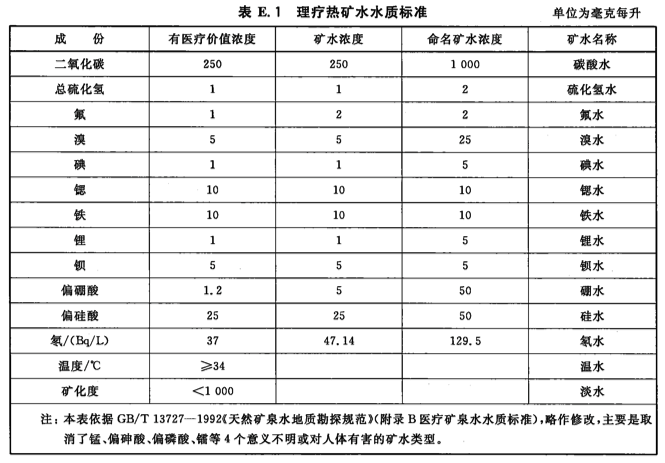 表 E.1 理疗热矿水水质标准 单位为毫克每升
成 份 有医疗价值浓度 矿水浓度 命名矿水浓度 矿水名称
二氧化碳 250 250 1 000 碳酸水
总硫化氢 1 1 2 硫化氢水
氟 1 2 2 氟水
溴 5 5 25 溴水
碘 1 1 5 碘水
锶 10 10 10 锶水
铁 10 10 10 铁水
锂 1 1 5 锂水
钡 5 5 5 钡水
偏硼酸 1.2 5 50 硼水
偏硅酸 25 25 50 硅水
氡/(Bq/L) 37 47.14 129.5 氡水
温度/℃ ≥34 温水
矿化度 <1 000 淡水
注：本表依据 GB/T 13727—1992《天然矿泉水地质勘探规范》(附录 B 医疗矿泉水水质标准)，略作修改，主要是取
消了锰、偏砷酸、偏磷酸、镭等 4 个意义不明或对人体有害的矿水类型。